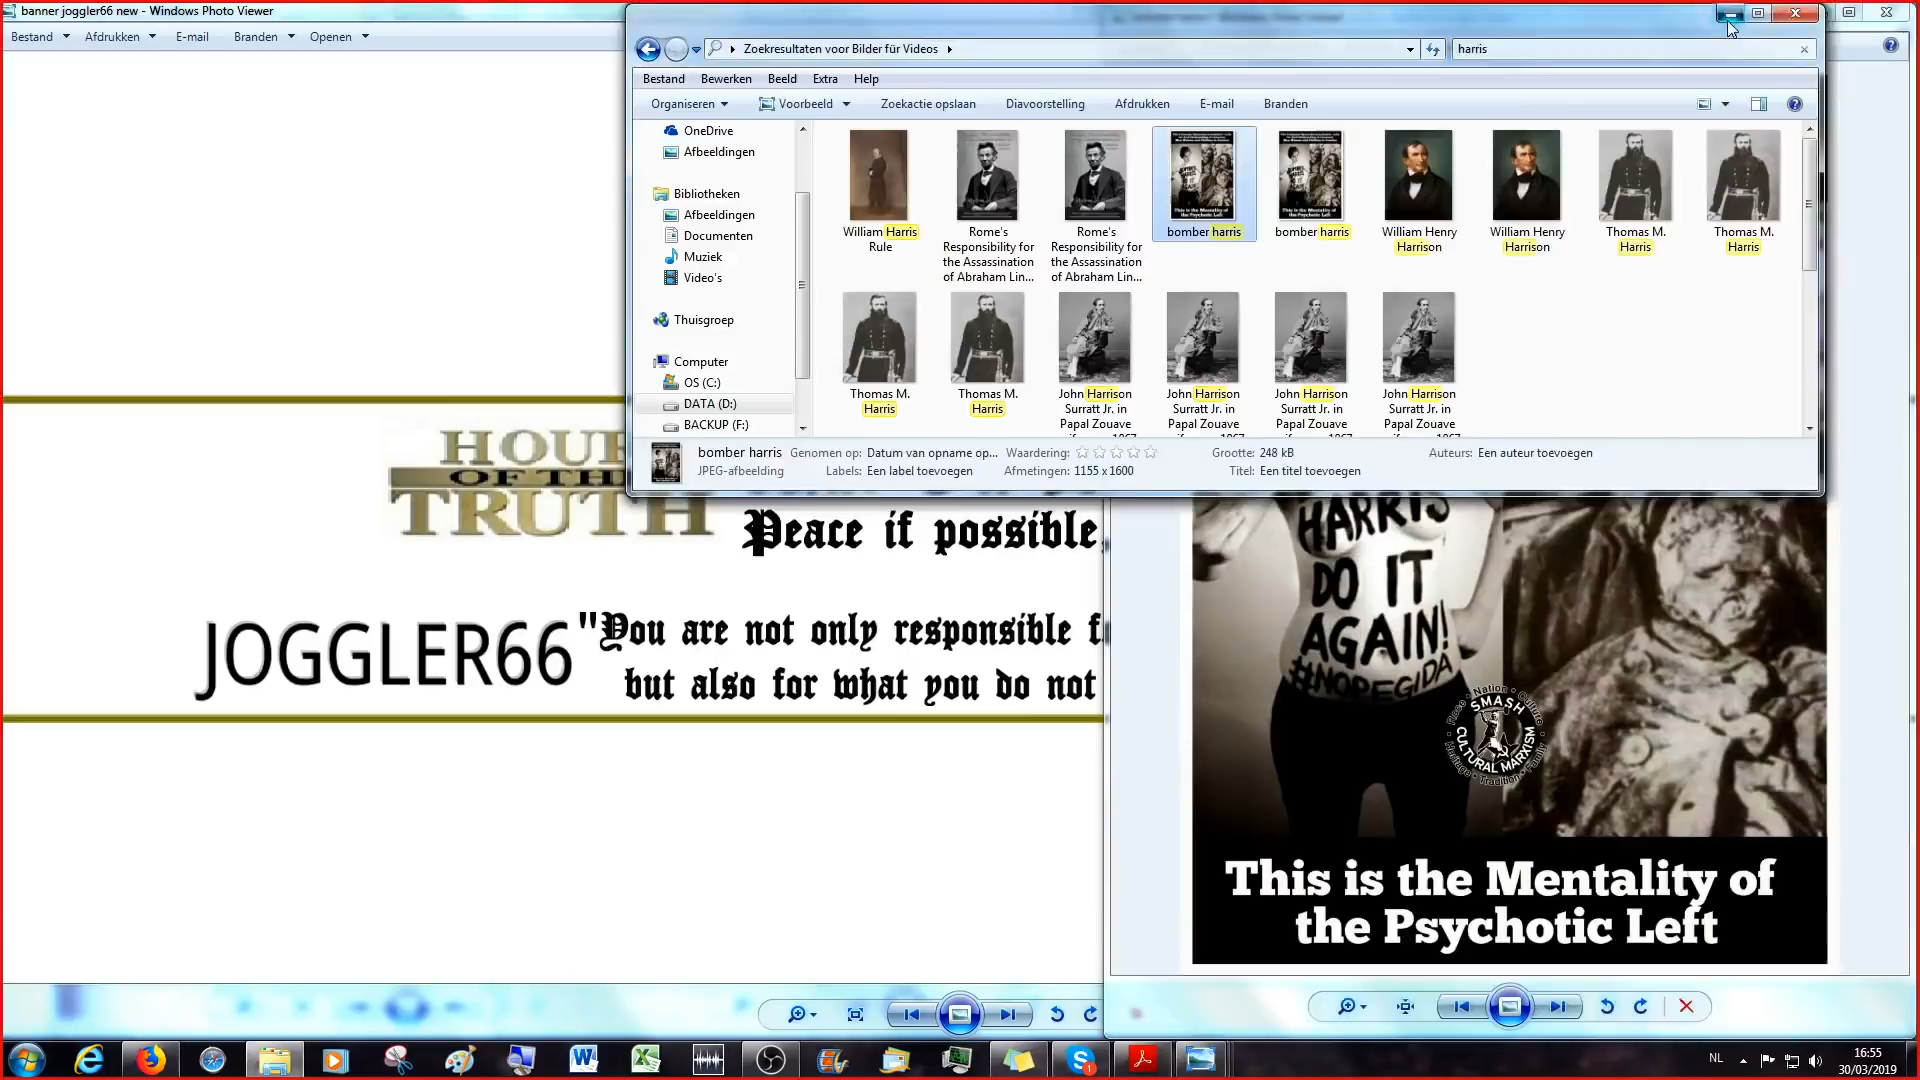 banner joggler66 new - Windows Photo Viewer
Bestand
Afdrukken
E-mail
Branden
Openen
Zoekresultaten voor Bilder für Videos
harris
Bestand
Bewerken
Beeld
Extra
Help
Organiseren
Voorbeeld
Zoekactie opslaan
Diavoorstelling
Afdrukken
E-mail
Branden
OneDrive
Afbeeldingen
Bibliotheken
Afbeeldingen
Documenten
Muziek
Video's
Thuisgroep
Computer
OS (C:)
DATA (D:)
BACKUP (F:)
William Harris
Rule
Rome's
Responsibility for
the Assassination
of Abraham Lin...
Rome's
Responsibility for
the Assassination
of Abraham Lin...
bomber harris
bomber harris
William Henry
Harrison
William Henry
Harrison
Thomas M.
Harris
Thomas M.
Harris
Thomas M.
Harris
Thomas M.
Harris
John Harrison
Surratt Jr. in
Papal Zouave
John Harrison
Surratt Jr. in
Papal Zouave
John Harrison
Surratt Jr. in
Papal Zouave
John Harrison
Surratt Jr. in
Papal Zouave
bomber harris
JPEG-afbeelding
Genomen op: Datum van opname op...
Labels: Een label toevoegen
Waardering:
Afmetingen: 1155 x 1600
Grootte: 248 kB
Titel: Een titel toevoegen
Auteurs: Een auteur toevoegen
HOUR
OF THE
TRUTH
Peace if possible,
JOGGLER66
"You are not only responsible f
but also for what you do not
HARRIS
DO IT
AGAIN!
#NOPEGIDA
Race · Nation · Culture
SMASH
CULTURAL MARXISM
Heritage · Tradition · Family
This is the Mentality of
the Psychotic Left
NL
16:55
30/03/2019